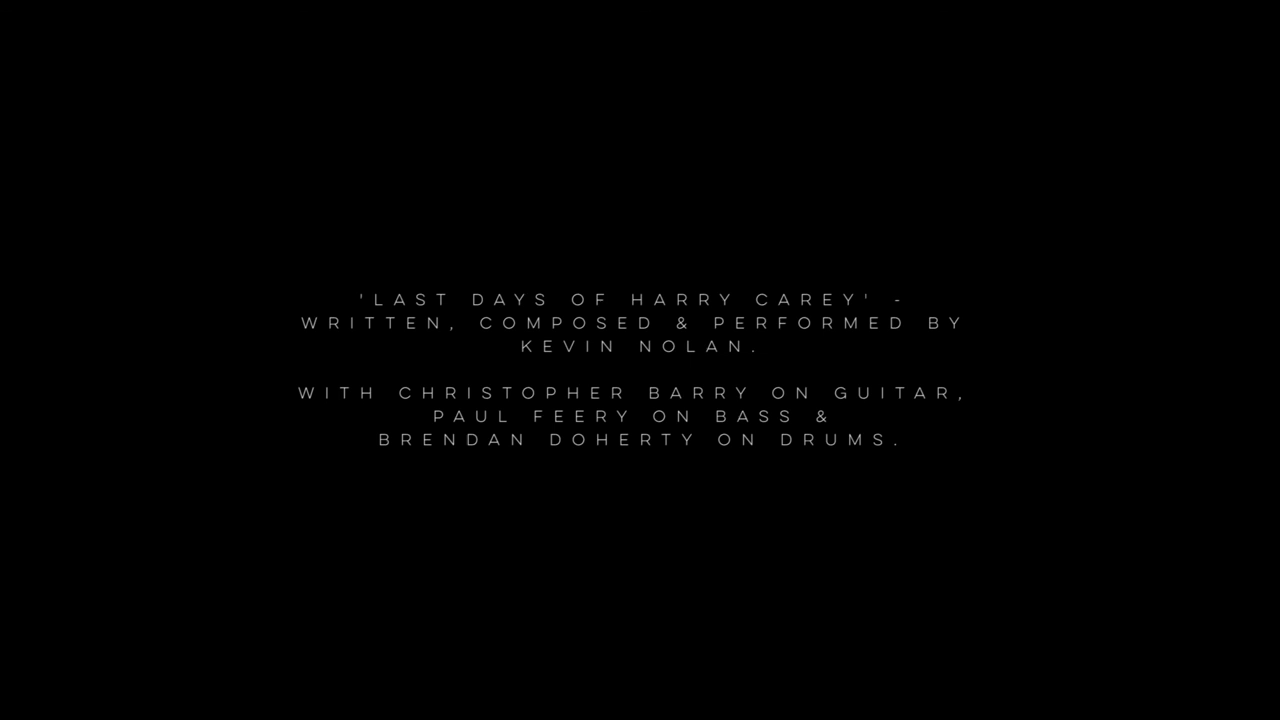 'LAST DAYS OF HARRY CAREY' -
WRITTEN, COMPOSED & PERFORMED BY
KEVIN NOLAN.
WITH CHRISTOPHER BARRY ON GUITAR,
PAUL FEERY ON BASS &
BRENDAN DOHERTY ON DRUMS.